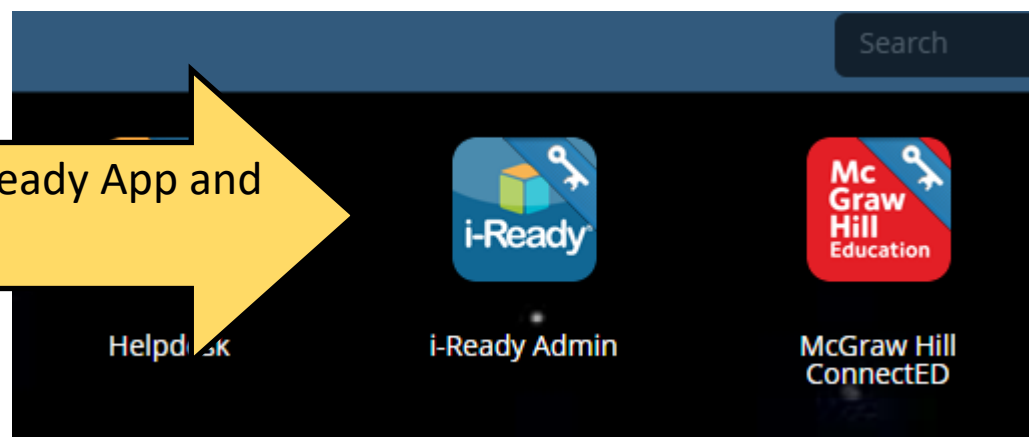 Search
eady App and
Mc
Graw
Hill
Education
i-Ready
Helpd sk
i-Ready Admin
McGraw Hill
ConnectED